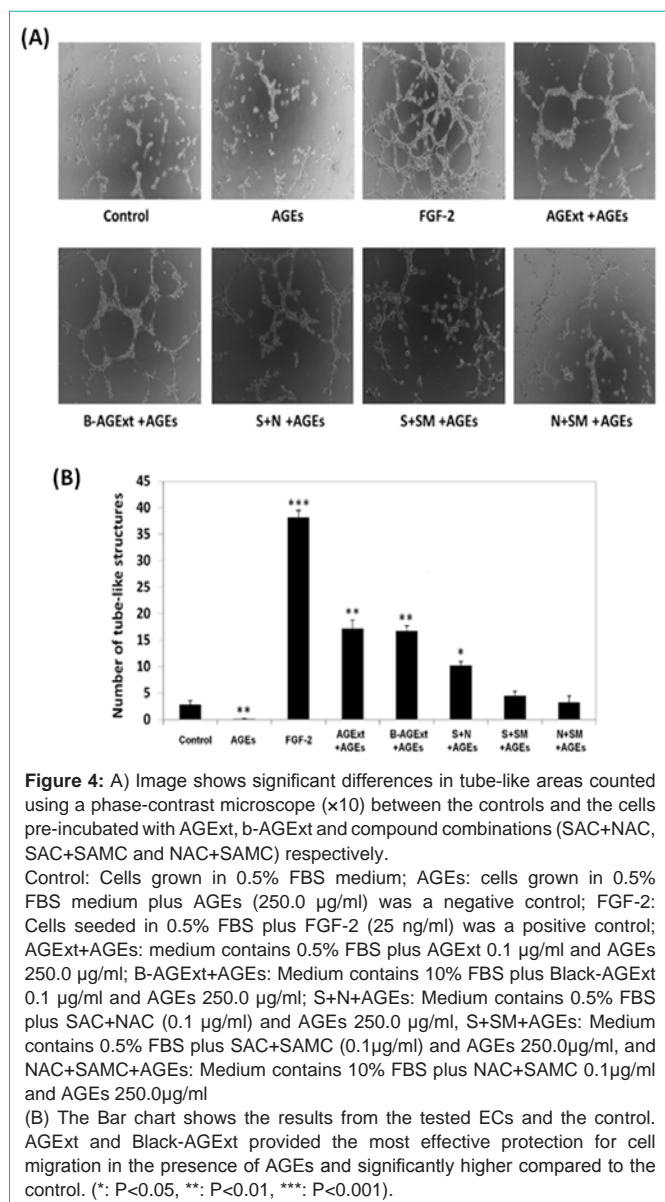 (A)
Control AGEs FGF-2 AGExt +AGEs
B-AGExt +AGEs S+N +AGEs S+SM +AGEs N+SM +AGEs
(B)
Number of tube-like structures
45
40
35
30
25
20
15
10
5
0
***
**
**
**
*
Control AGEs FGF-2 AGExt B-AGExt S+N S+SM N+SM
+AGEs +AGEs +AGEs +AGEs +AGEs
Figure 4: A) Image shows significant differences in tube-like areas counted
using a phase-contrast microscope (×10) between the controls and the cells
pre-incubated with AGExt, b-AGExt and compound combinations (SAC+NAC,
SAC+SAMC and NAC+SAMC) respectively.
Control: Cells grown in 0.5% FBS medium; AGEs: cells grown in 0.5%
FBS medium plus AGEs (250.0 µg/ml) was a negative control; FGF-2:
Cells seeded in 0.5% FBS plus FGF-2 (25 ng/ml) was a positive control;
AGExt+AGEs: medium contains 0.5% FBS plus AGExt 0.1 µg/ml and AGEs
250.0 µg/ml; B-AGExt+AGEs: Medium contains 10% FBS plus Black-AGExt
0.1 µg/ml and AGEs 250.0 µg/ml; S+N+AGEs: Medium contains 0.5% FBS
plus SAC+NAC (0.1 µg/ml) and AGEs 250.0 µg/ml, S+SM+AGEs: Medium
contains 0.5% FBS plus SAC+SAMC (0.1µg/ml) and AGEs 250.0µg/ml, and
NAC+SAMC+AGEs: Medium contains 10% FBS plus NAC+SAMC 0.1µg/ml
and AGEs 250.0µg/ml
(B) The Bar chart shows the results from the tested ECs and the control.
AGExt and Black-AGExt provided the most effective protection for cell
migration in the presence of AGEs and significantly higher compared to the
control. (*: P<0.05, **: P<0.01, ***: P<0.001).